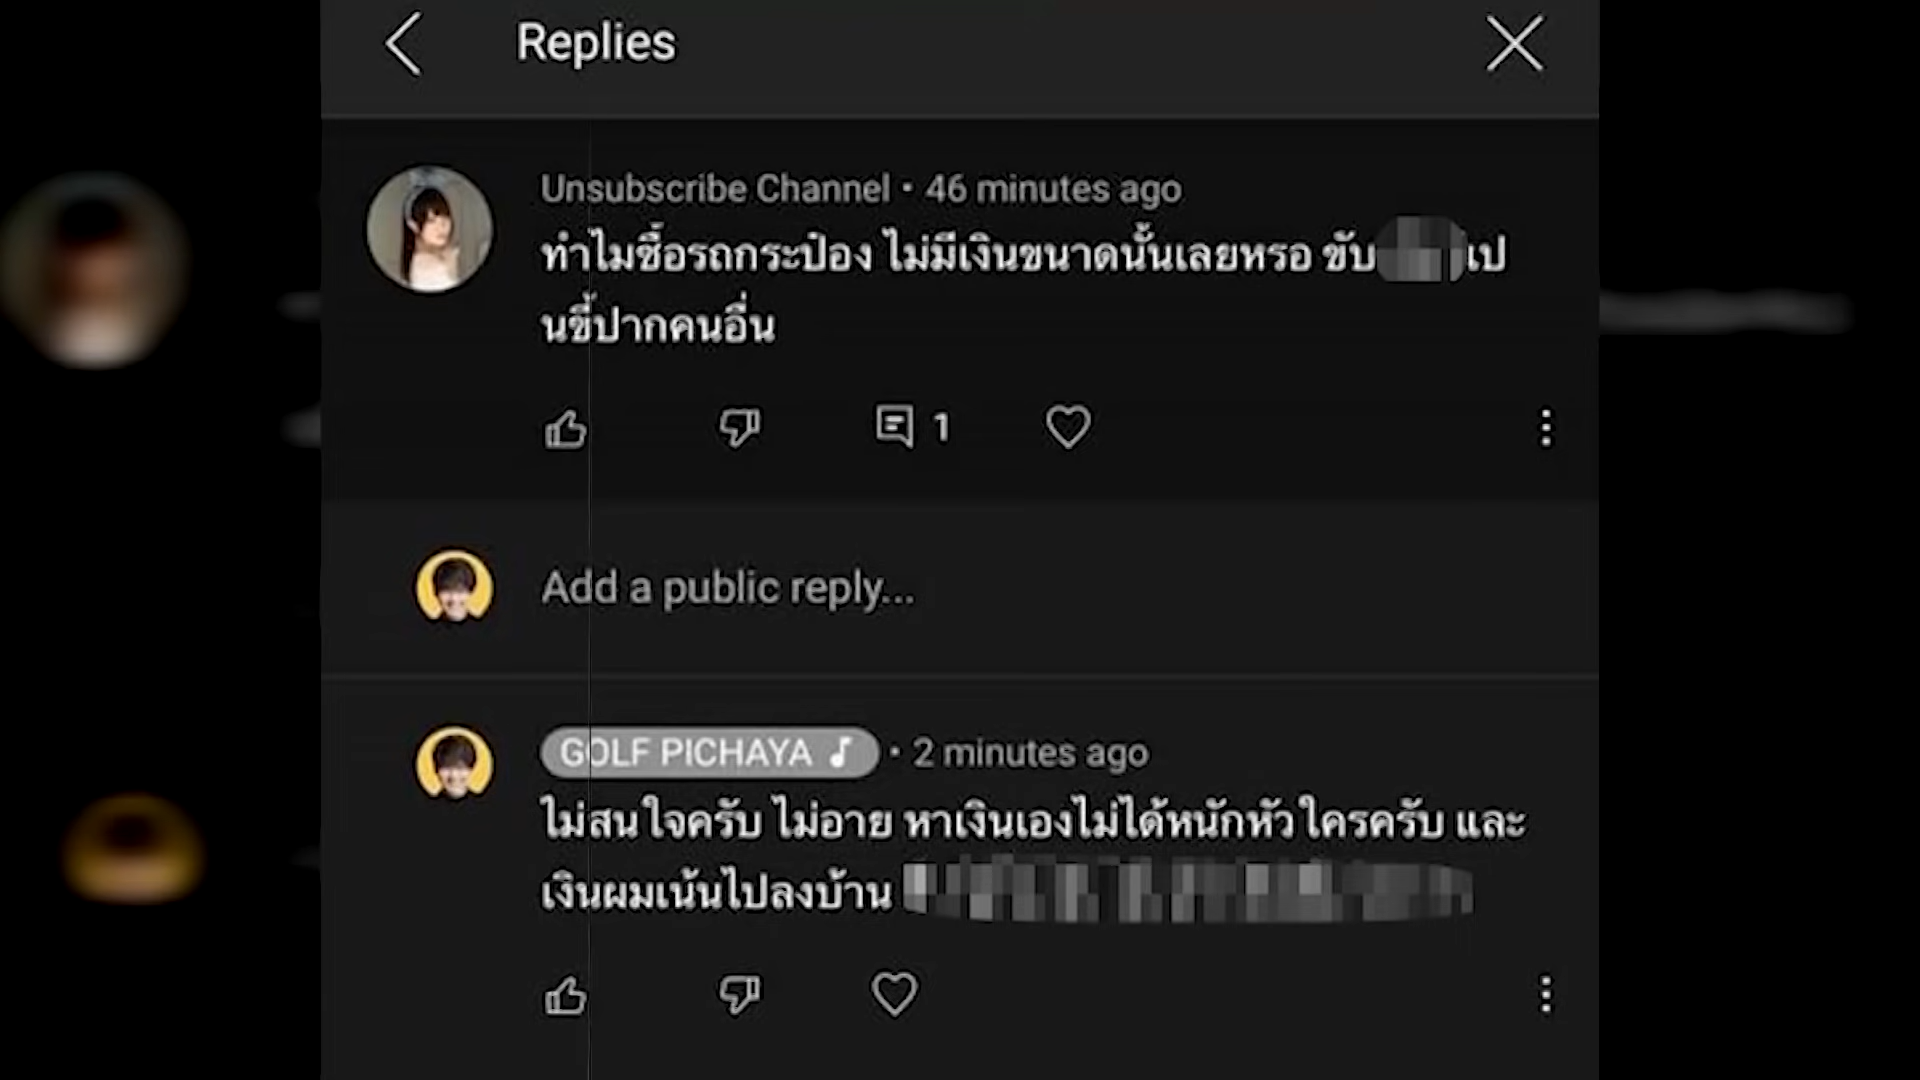 Replies
Unsubscribe Channel • 46 minutes ago
ทำไมซื้อรถกระป๋อง ไม่มีเงินขนาดนั้นเลยหรอ ขับ เป
นขี้ปากคนอื่น
1
Add a public reply...
GOLF PICHAYA • 2 minutes ago
ไม่สนใจครับ ไม่อาย หาเงินเองไม่ได้หนักหัวใครครับ และ
เงินผมเน้นไปลงบ้าน